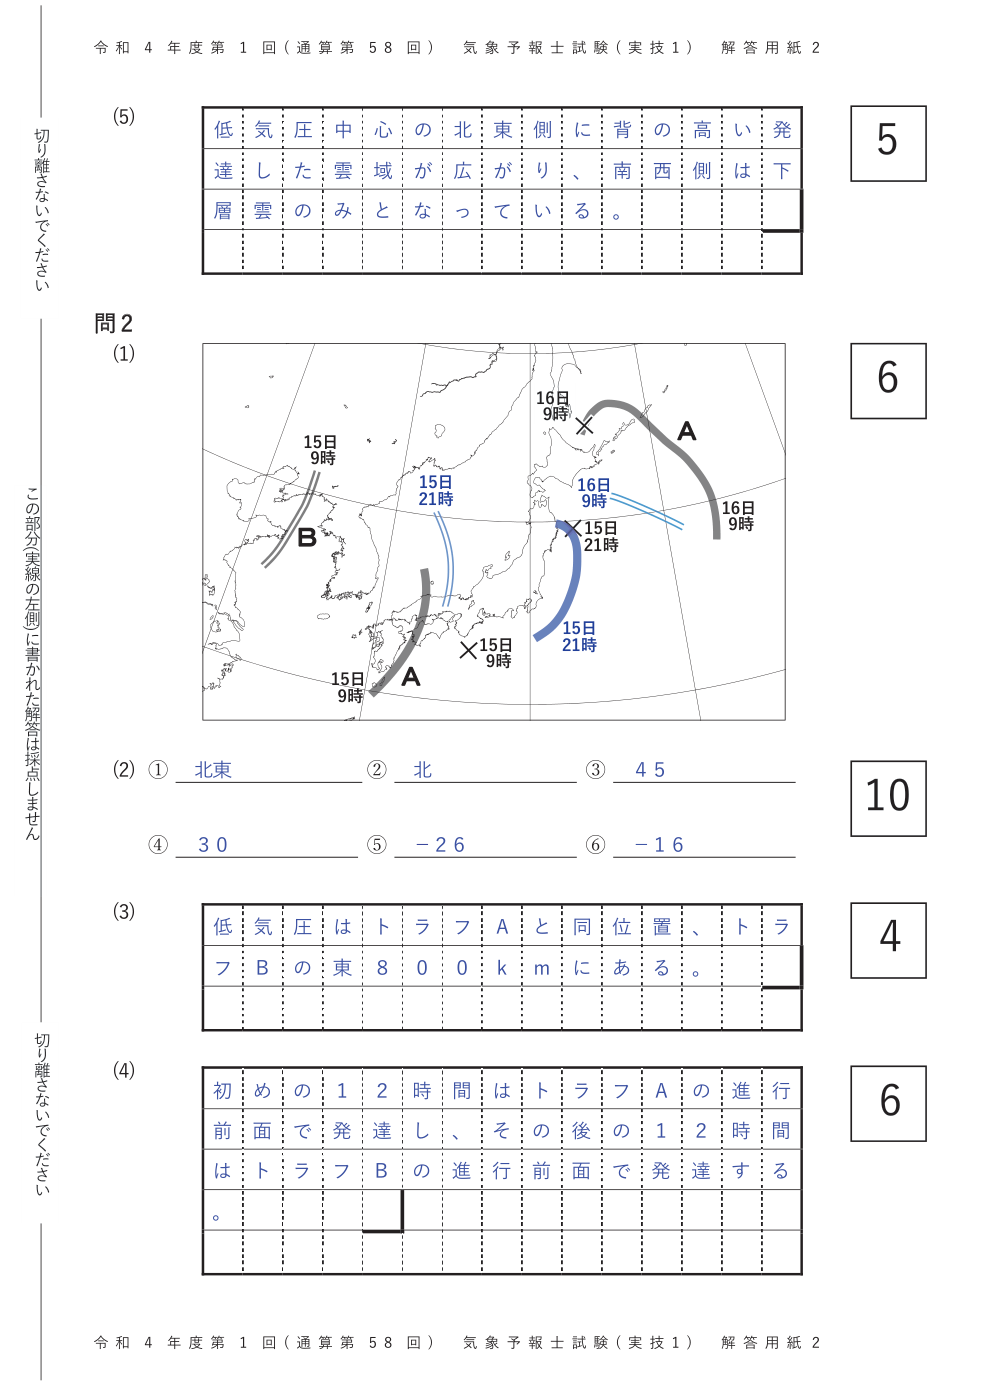 令和 4 年度第 1 回(通算第 58 回) 気象予報士試験(実技1) 解答用紙2
切り離さないでください
(5)
低気圧中心の北東側に背の高い発
達した雲域が広がり、南西側は下
層雲のみとなっている。
5
問2
(1)
16日
9時
A
15日
9時
15日
21時
16日
9時
16日
9時
B
15日
21時
15日
21時
15日
9時
15日
9時
A
6
この部分(実線の左側)に書かれた解答は採点しません
(2) ① 北東 ② 北 ③ 45
④ 30 ⑤ -26 ⑥ -16
10
(3)
低気圧はトラフAと同位置、トラ
フBの東800kmにある。
4
(4)
初めの12時間はトラフAの進行
前面で発達し、その後の12時間
はトラフBの進行前面で発達する
。
6
切り離さないでください
令和 4 年度第 1 回(通算第 58 回) 気象予報士試験(実技1) 解答用紙2